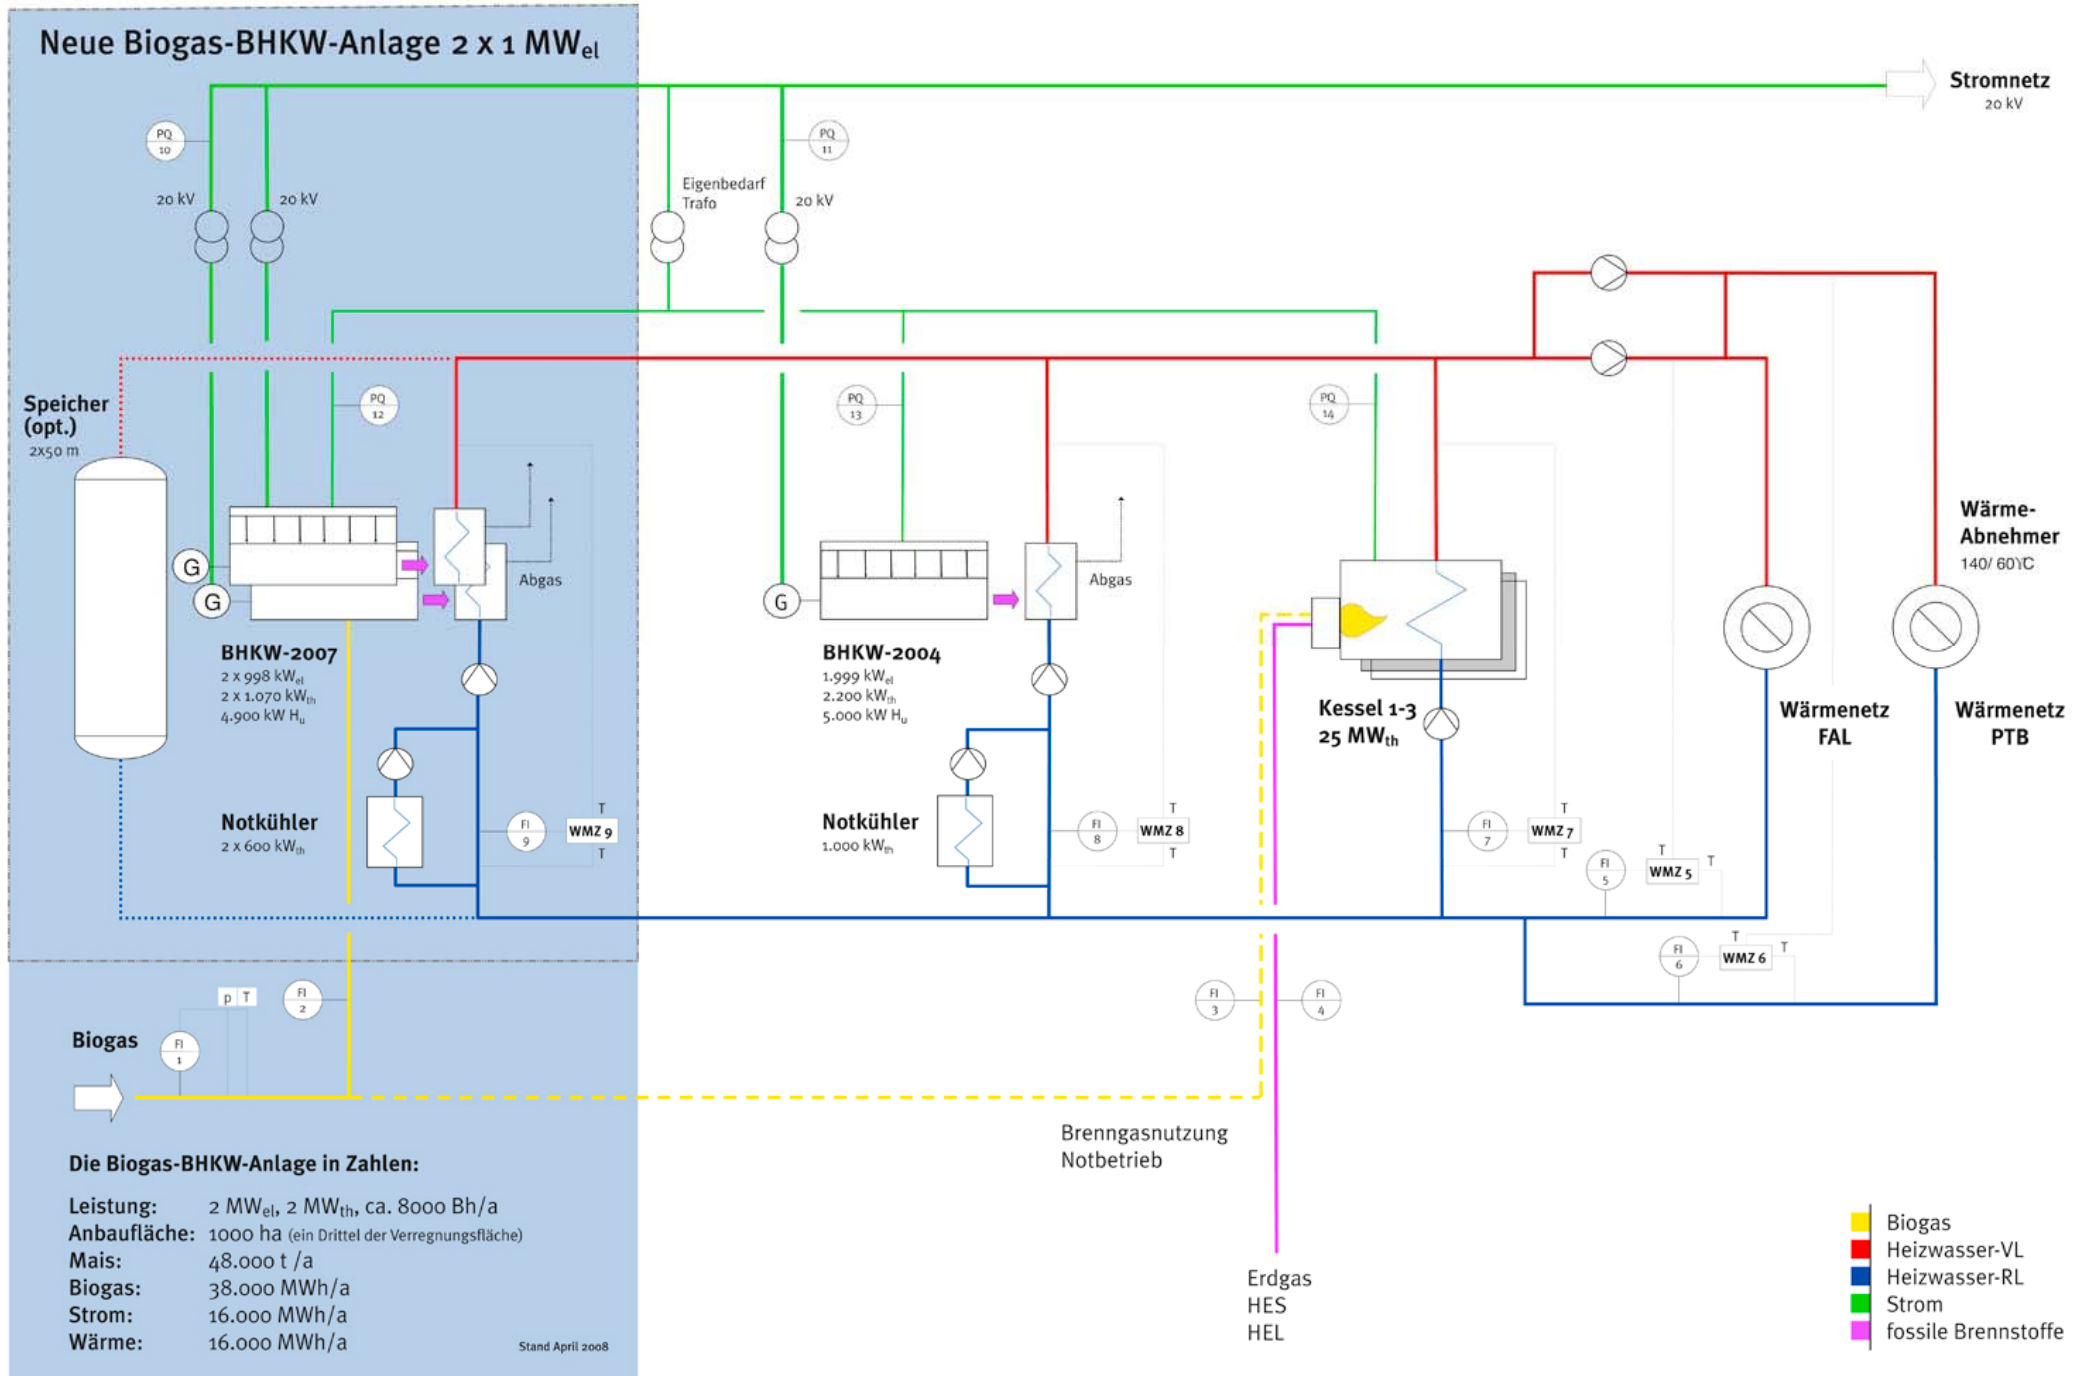 Neue Biogas-BHKW-Anlage 2 x 1 MWel
Stromnetz
20 kV
PQ
10
PQ
11
20 kV
20 kV
Eigenbedarf
Trafo
20 kV
Speicher
(opt.)
2x50 m
PQ
12
PQ
13
PQ
14
Wärme-
Abnehmer
140/ 60°C
G
G
G
Abgas
Abgas
BHKW-2007
2 x 998 kWel
2 x 1.070 kWth
4.900 kW Hu
BHKW-2004
1.999 kWel
2.200 kWth
5.000 kW Hu
Kessel 1-3
25 MWth
Wärmenetz
FAL
Wärmenetz
PTB
Notkühler
2 x 600 kWth
FI
9
T
WMZ 9
T
Notkühler
1.000 kWth
FI
8
T
WMZ 8
T
FI
7
T
WMZ 7
T
FI
5
T
WMZ 5
T
FI
6
T
WMZ 6
T
p T
FI
2
FI
3
FI
4
Biogas
FI
1
Brenngasnutzung
Notbetrieb
Die Biogas-BHKW-Anlage in Zahlen:
Leistung: 2 MWel, 2 MWth, ca. 8000 Bh/a
Anbaufläche: 1000 ha (ein Drittel der Verregnungsfläche)
Mais: 48.000 t /a
Biogas: 38.000 MWh/a
Strom: 16.000 MWh/a
Wärme: 16.000 MWh/a
Stand April 2008
Erdgas
HES
HEL
Biogas
Heizwasser-VL
Heizwasser-RL
Strom
fossile Brennstoffe